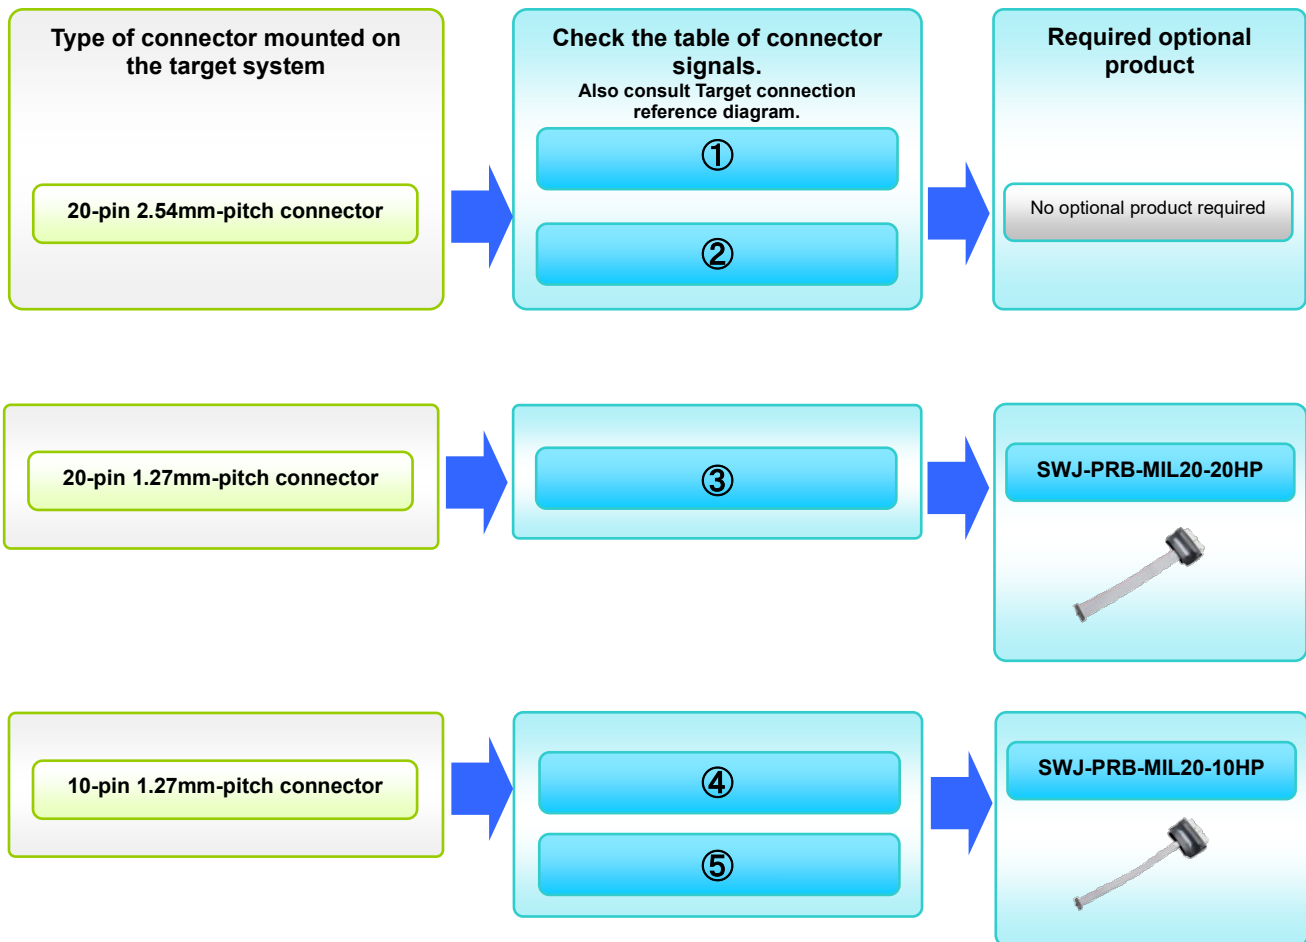 Type of connector mounted on
the target system
20-pin 2.54mm-pitch connector
Check the table of connector
signals.
Also consult Target connection
reference diagram.
①
②
Required optional
product
No optional product required
20-pin 1.27mm-pitch connector
③
SWJ-PRB-MIL20-20HP
10-pin 1.27mm-pitch connector
④
⑤
SWJ-PRB-MIL20-10HP